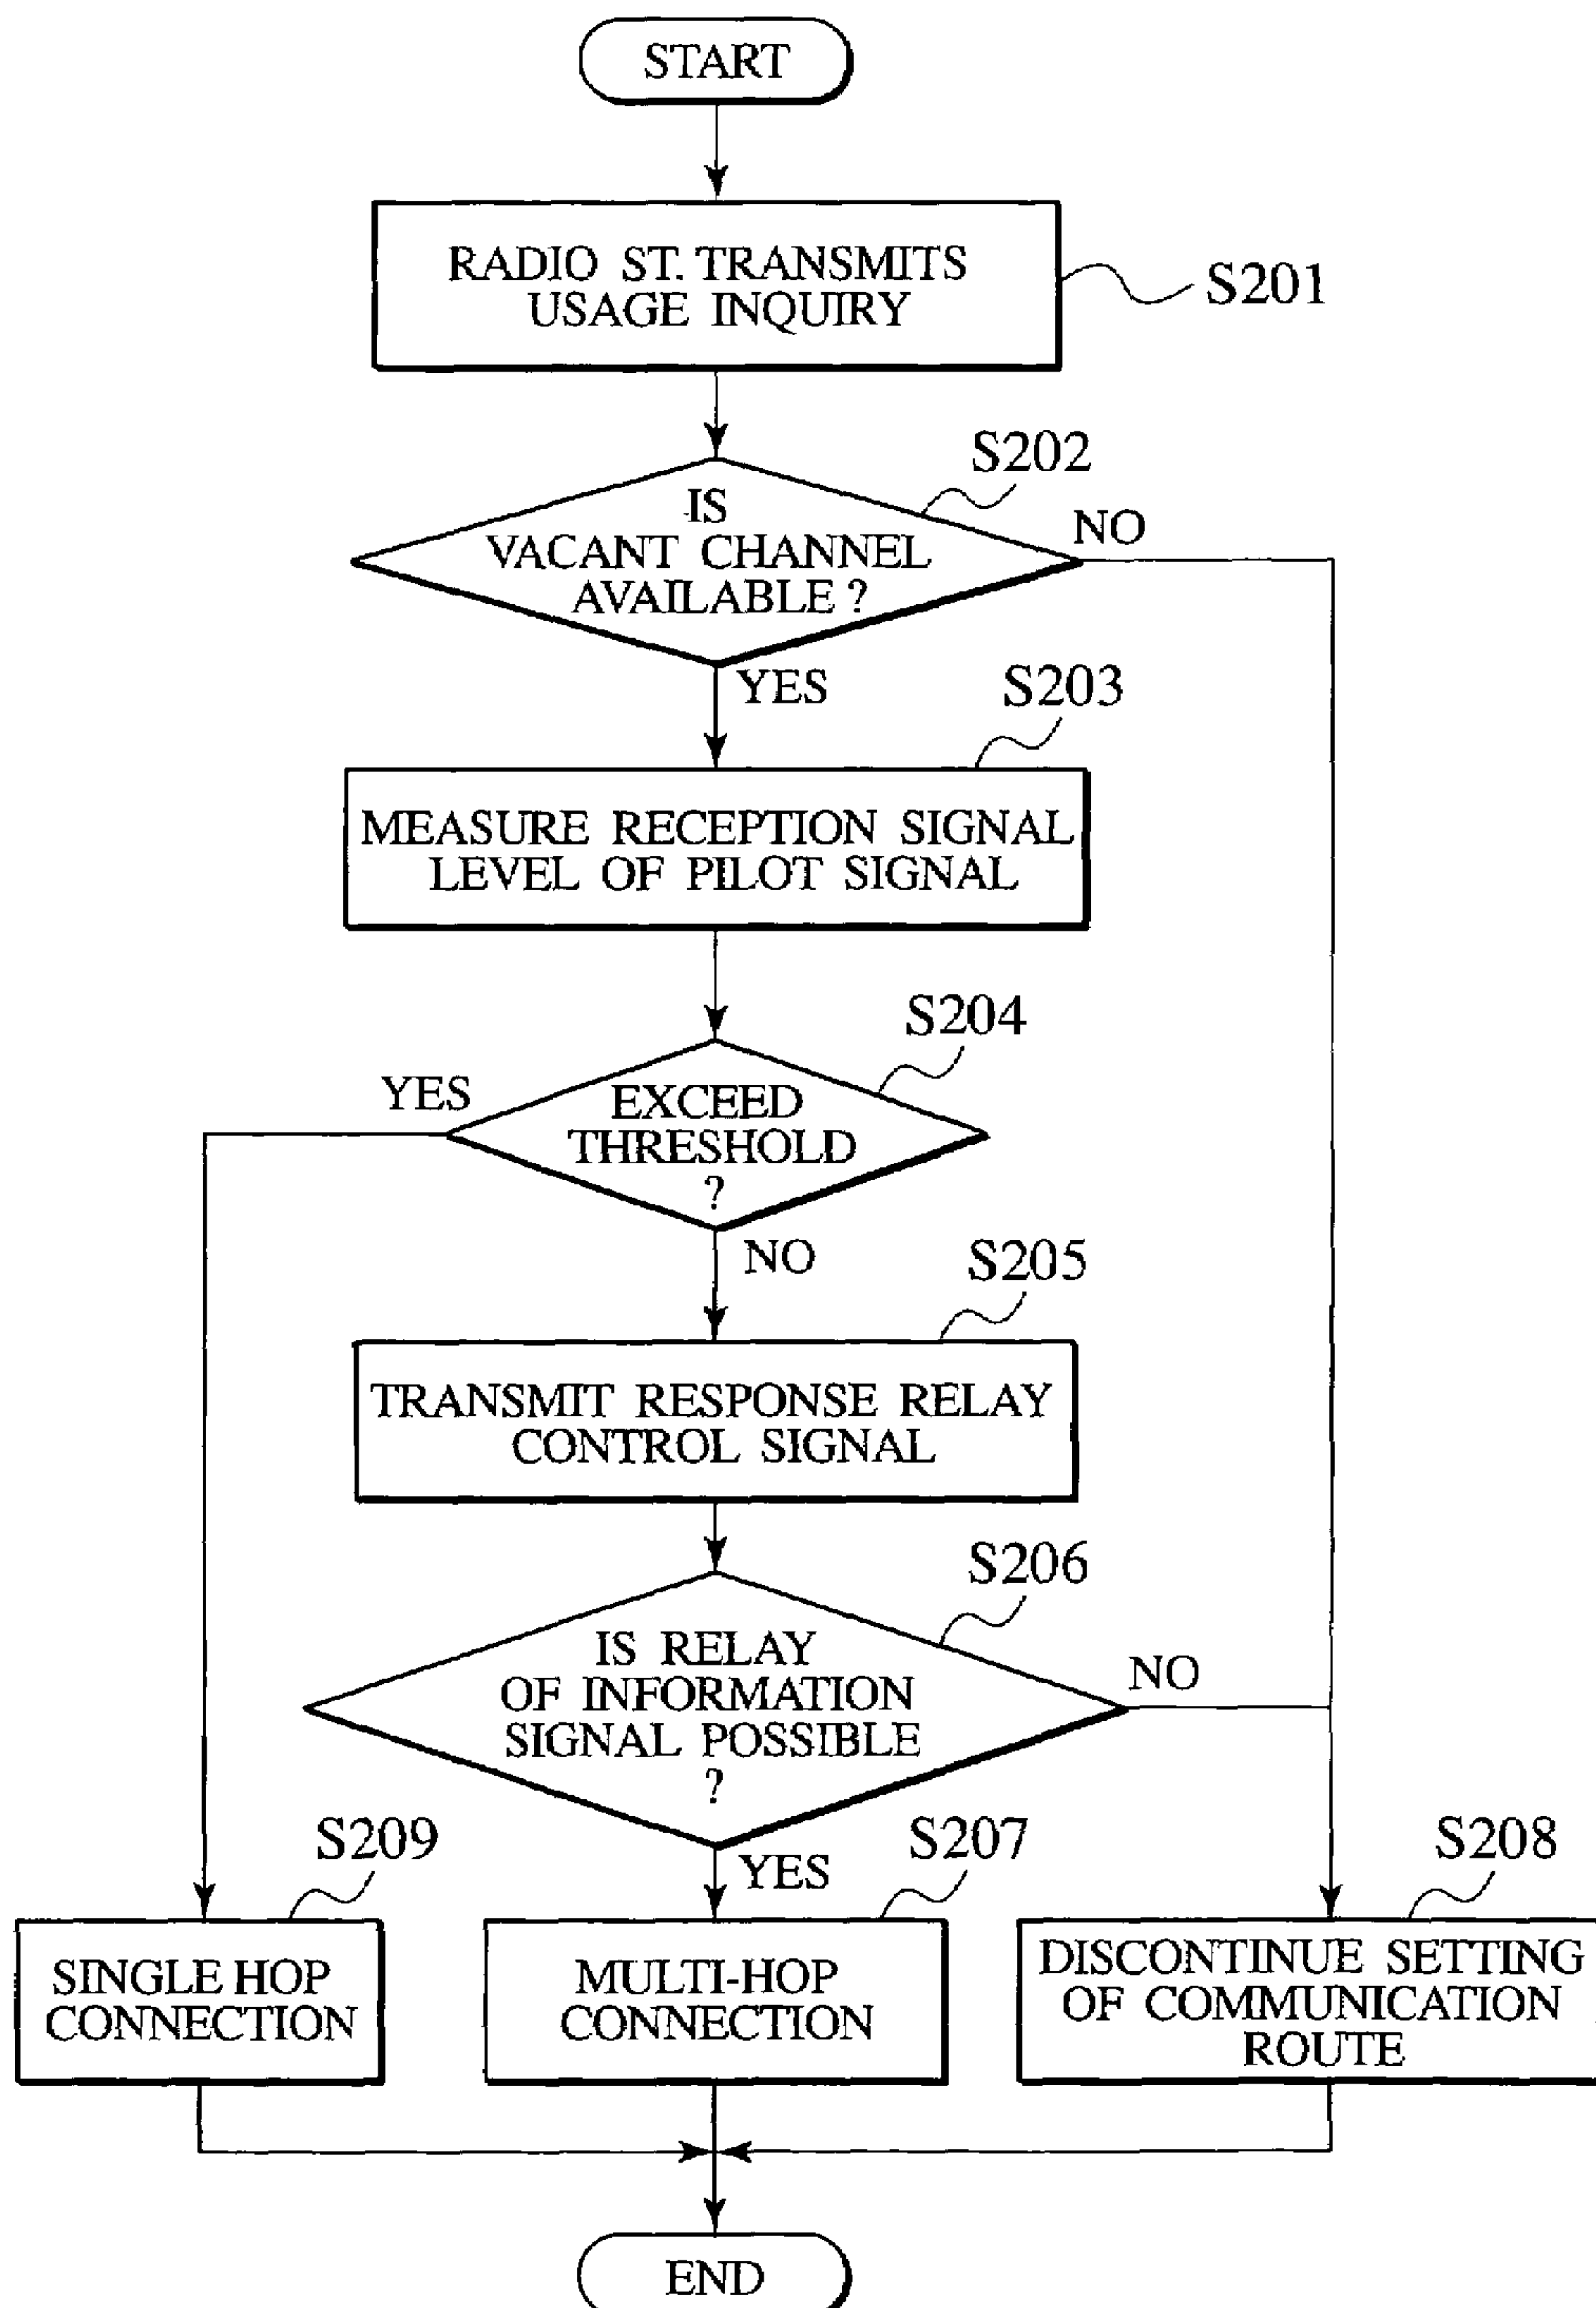 START
RADIO ST. TRANSMITS
USAGE INQUIRY
S201
S202
IS
VACANT CHANNEL
AVAILABLE ?
NO
YES
S203
MEASURE RECEPTION SIGNAL
LEVEL OF PILOT SIGNAL
S204
YES
EXCEED
THRESHOLD
?
NO
S205
TRANSMIT RESPONSE RELAY
CONTROL SIGNAL
S206
IS RELAY
OF INFORMATION
SIGNAL POSSIBLE
?
NO
YES
S209
SINGLE HOP
CONNECTION
S207
MULTI-HOP
CONNECTION
S208
DISCONTINUE SETTING
OF COMMUNICATION
ROUTE
END